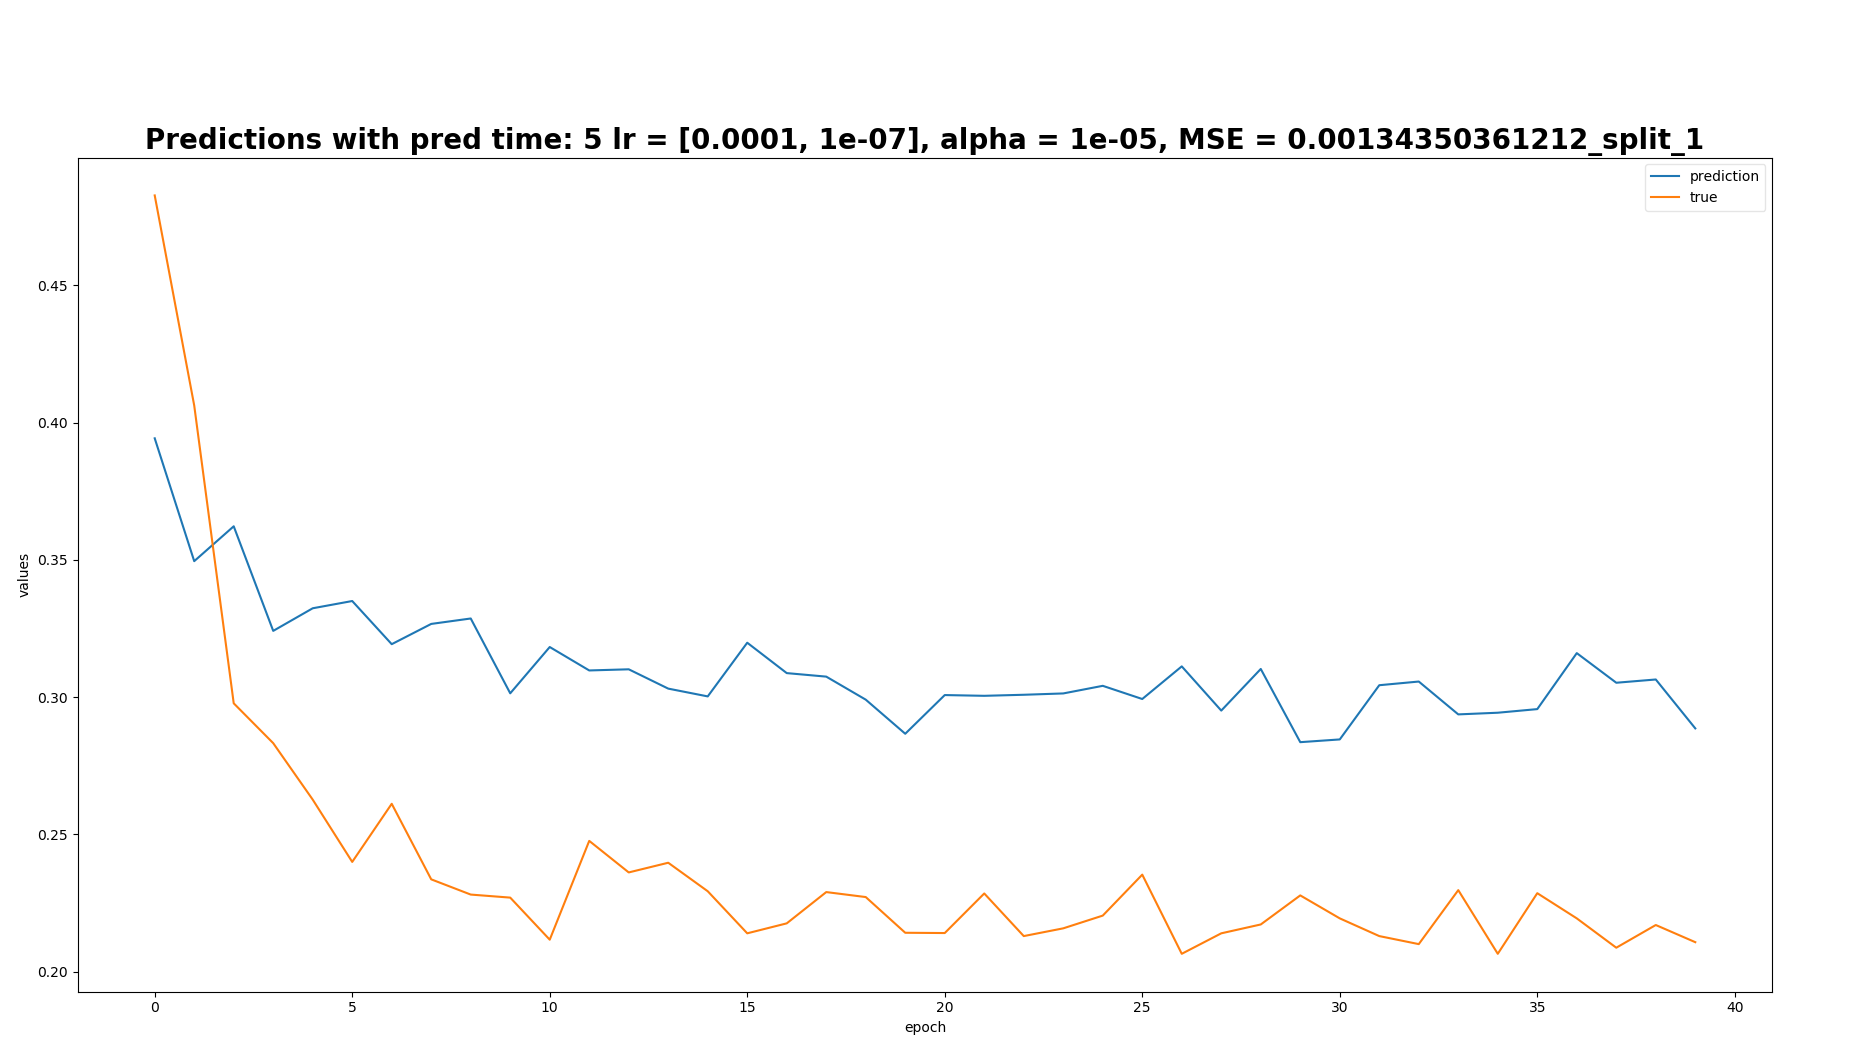 Predictions with pred time: 5 lr = [0.0001, 1e-07], alpha = 1e-05, MSE = 0.00134350361212_split_1
prediction
true
0.45
0.40
0.35
0.30
0.25
0.20
values
0 5 10 15 20 25 30 35 40
epoch